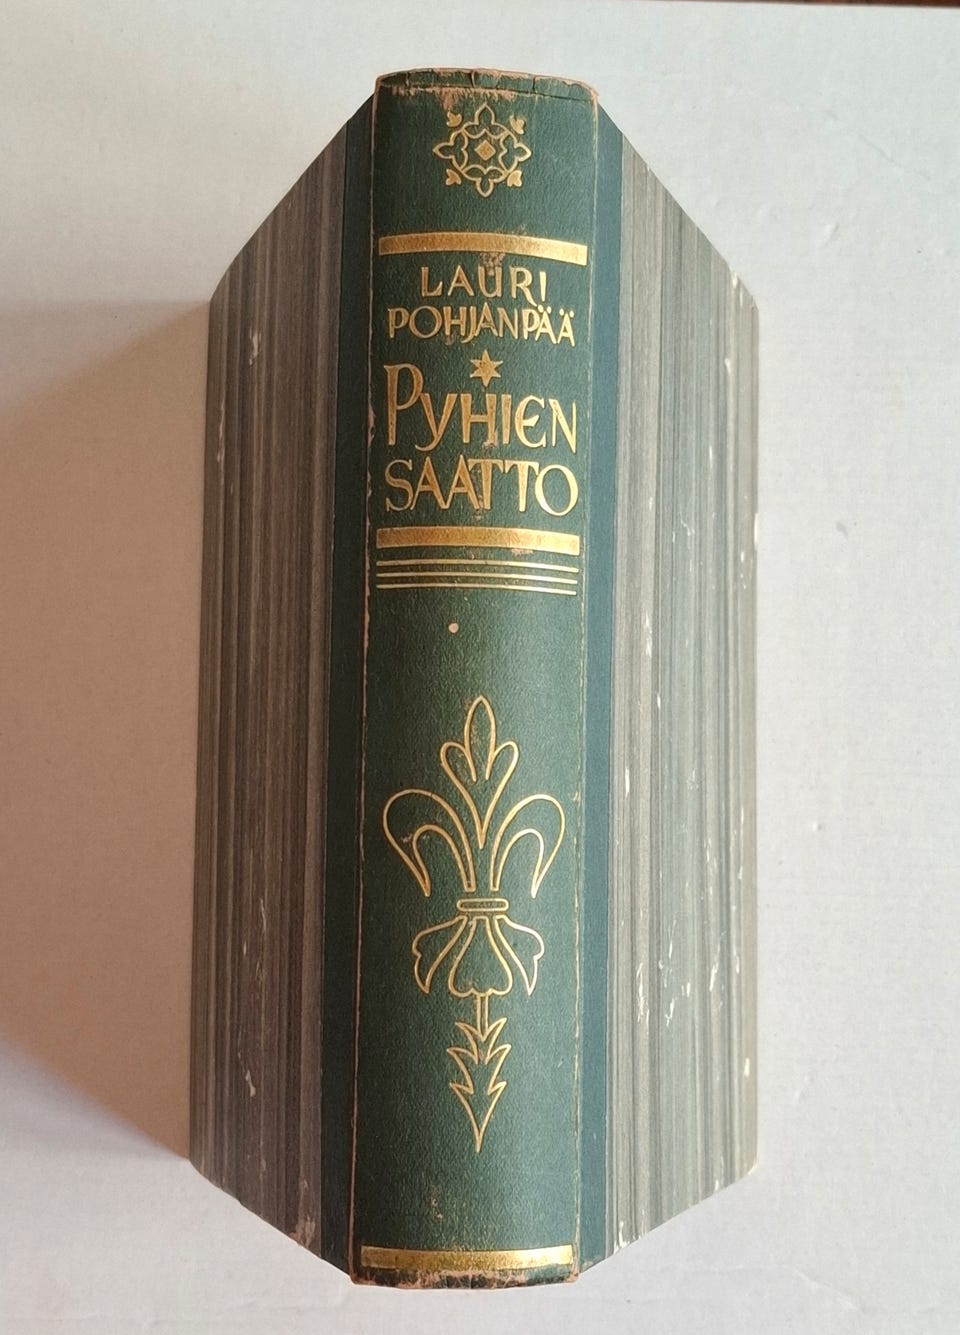 LAURI
POHJANPÄÄ
PYHIEN
SAATTO